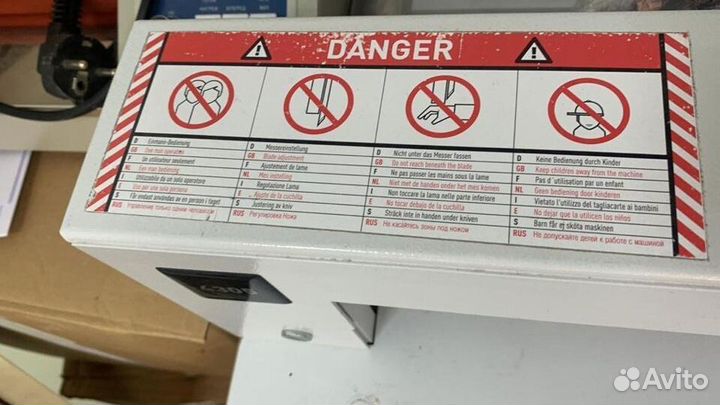 DANGER
D Einmann-Bedienung
GB One man operation
F Un utilisateur seulement
NL Een man bediening
I Utilizzabile da un solo operatore
E Uso por una sola persona
S Får endast användas av en person i taget
RUS Управление только одним человеком
D Messereinstellung
GB Blade adjustment
F Ajustement de lame
NL Mes instelling
I Regolazione Lama
E Ajuste de la cuchilla
S Justering av kniv
RUS Регулировка Ножа
D Nicht unter das Messer fassen
GB Do not reach beneath the blade
F Ne pas passer les mains sous la lame
NL Niet met de handen onder het mes komen
I Non toccare la lama nelle parte inferiore
E No tocar debajo de la cuchilla
S Sträck inte in handen under kniven
RUS Не касайтесь зоны под ножом
D Keine Bedienung durch Kinder
GB Keep children away from the machine
F Pas d´utilisation par un enfant
NL Geen bediening door kinderen
I Vietato l'utilizzo del tagliacarte ai bambini
E No dejar que la utilicen los niños
S Barn får ej sköta maskinen
RUS Не допускайте детей к работе с машиной
Avito